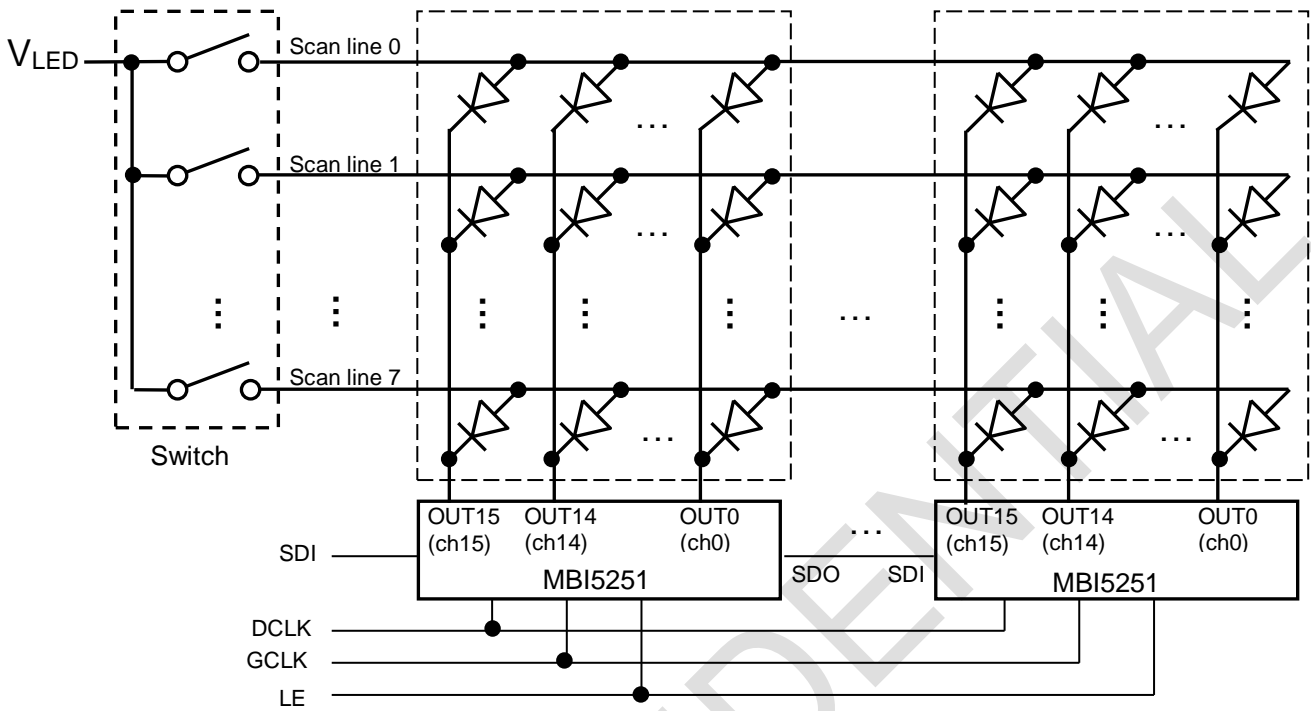 VLED
Scan line 0
Scan line 1
Scan line 7
Switch
...
OUT15 OUT14 OUT0
(ch15) (ch14) (ch0)
MBI5251
SDI
SDO SDI
OUT15 OUT14 OUT0
(ch15) (ch14) (ch0)
MBI5251
DCLK
GCLK
LE
IDENTIAL